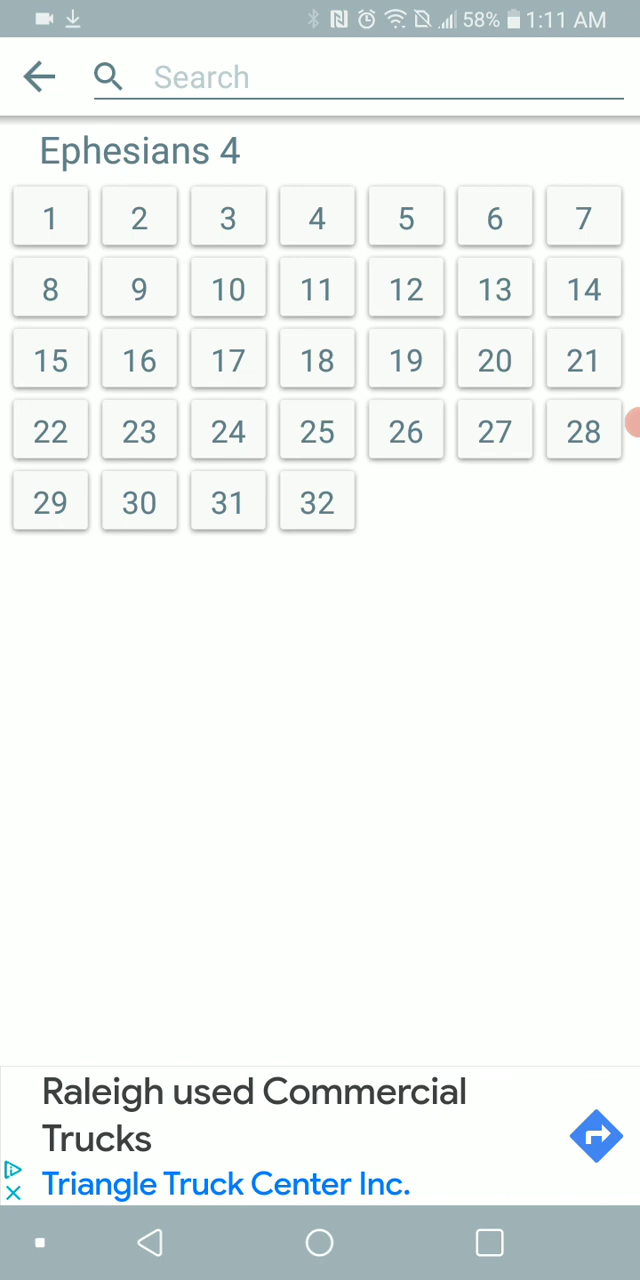 58% 1:11 AM
Search
Ephesians 4
1 2 3 4 5 6 7
8 9 10 11 12 13 14
15 16 17 18 19 20 21
22 23 24 25 26 27 28
29 30 31 32
Raleigh used Commercial
Trucks
Triangle Truck Center Inc.